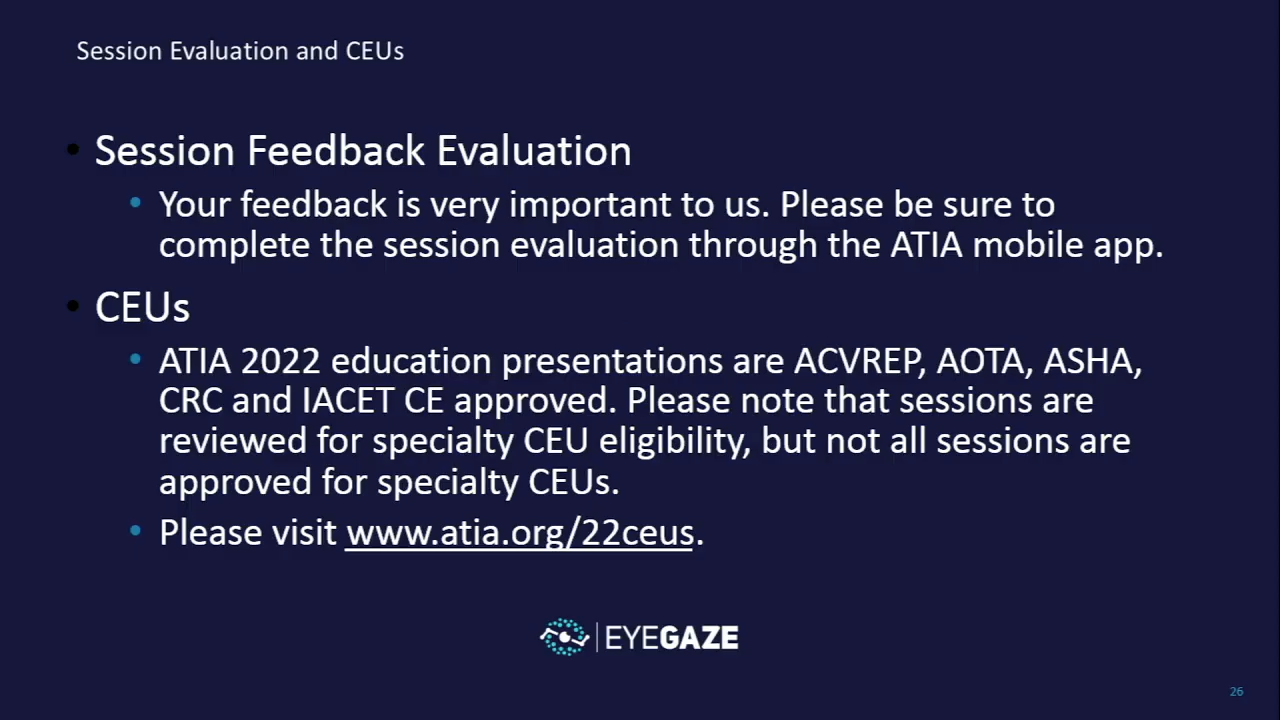 Session Evaluation and CEUs
• Session Feedback Evaluation
• Your feedback is very important to us. Please be sure to
complete the session evaluation through the ATIA mobile app.
• CEUs
• ATIA 2022 education presentations are ACVREP, AOTA, ASHA,
CRC and IACET CE approved. Please note that sessions are
reviewed for specialty CEU eligibility, but not all sessions are
approved for specialty CEUs.
• Please visit www.atia.org/22ceus.
EYEGAZE
26